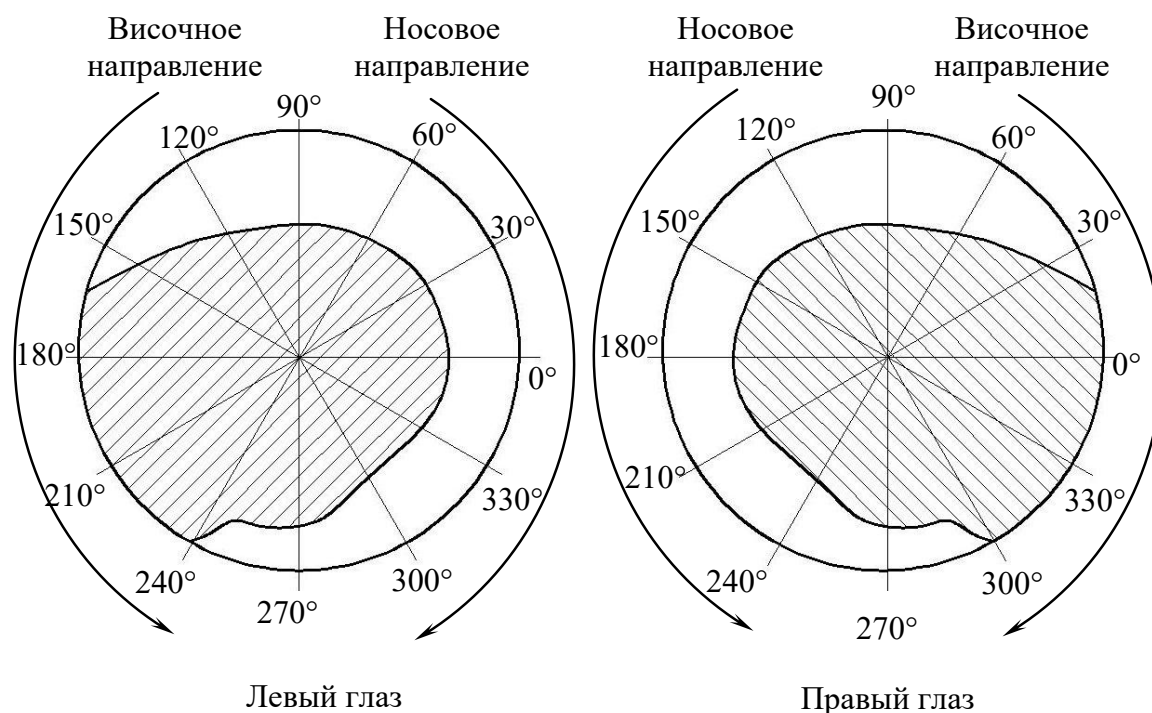 Височное
направление
Носовое
направление
Носовое
направление
Височное
направление
90°
120°
60°
150°
30°
180°
0°
210°
330°
240°
300°
270°
90°
120°
60°
150°
30°
180°
0°
210°
330°
240°
300°
270°
Левый глаз
Правый глаз